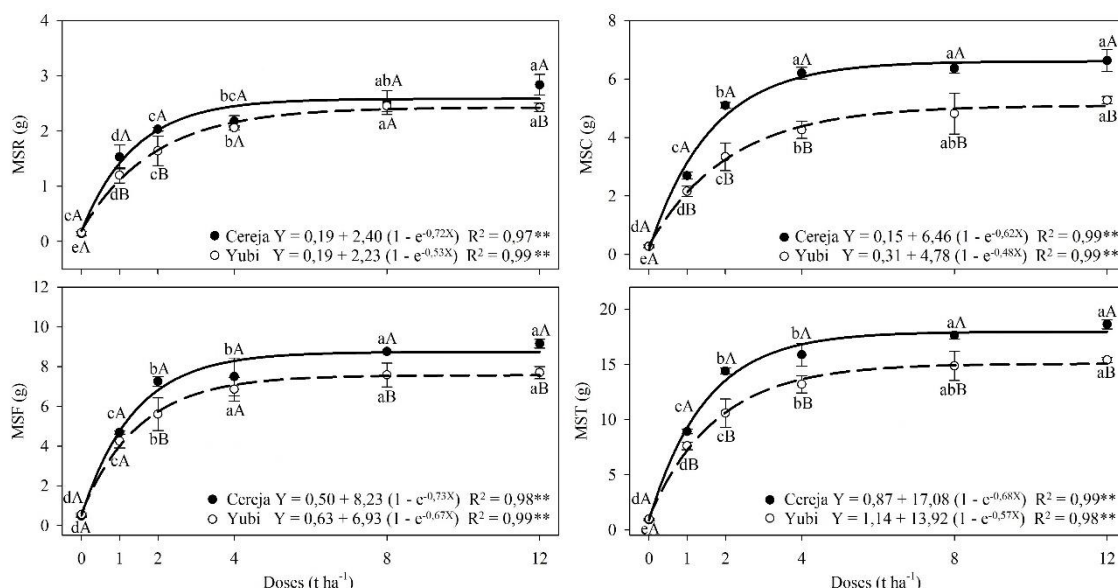 4
3
2
1
0
MSR (g)
cA
eA
dA
dB
cA
cB
bcA
bA
abA
aA
aA
aB
Cereja Y = 0,19 + 2,40 (1 - e-0,72X) R2 = 0,97**
Yubi Y = 0,19 + 2,23 (1 - e-0,53X) R2 = 0,99**
8
6
4
2
0
MSC (g)
dA
eA
cA
dB
bA
cB
aA
bB
aA
abB
aA
aB
Cereja Y = 0,15 + 6,46 (1 - e-0,62X) R2 = 0,99**
Yubi Y = 0,31 + 4,78 (1 - e-0,48X) R2 = 0,99**
12
10
8
6
4
2
0
MSF (g)
dA
dA
cA
cA
bA
bB
bA
aA
aA
aB
aA
aB
Cereja Y = 0,50 + 8,23 (1 - e-0,73X) R2 = 0,98**
Yubi Y = 0,63 + 6,93 (1 - e-0,67X) R2 = 0,99**
0 1 2 4 8 12
Doses (t ha-1)
20
15
10
5
0
MST (g)
dA
eA
cA
dB
bA
cB
bA
bB
aA
abB
aA
aB
Cereja Y = 0,87 + 17,08 (1 - e-0,68X) R2 = 0,99**
Yubi Y = 1,14 + 13,92 (1 - e-0,57X) R2 = 0,98**
0 1 2 4 8 12
Doses (t ha-1)